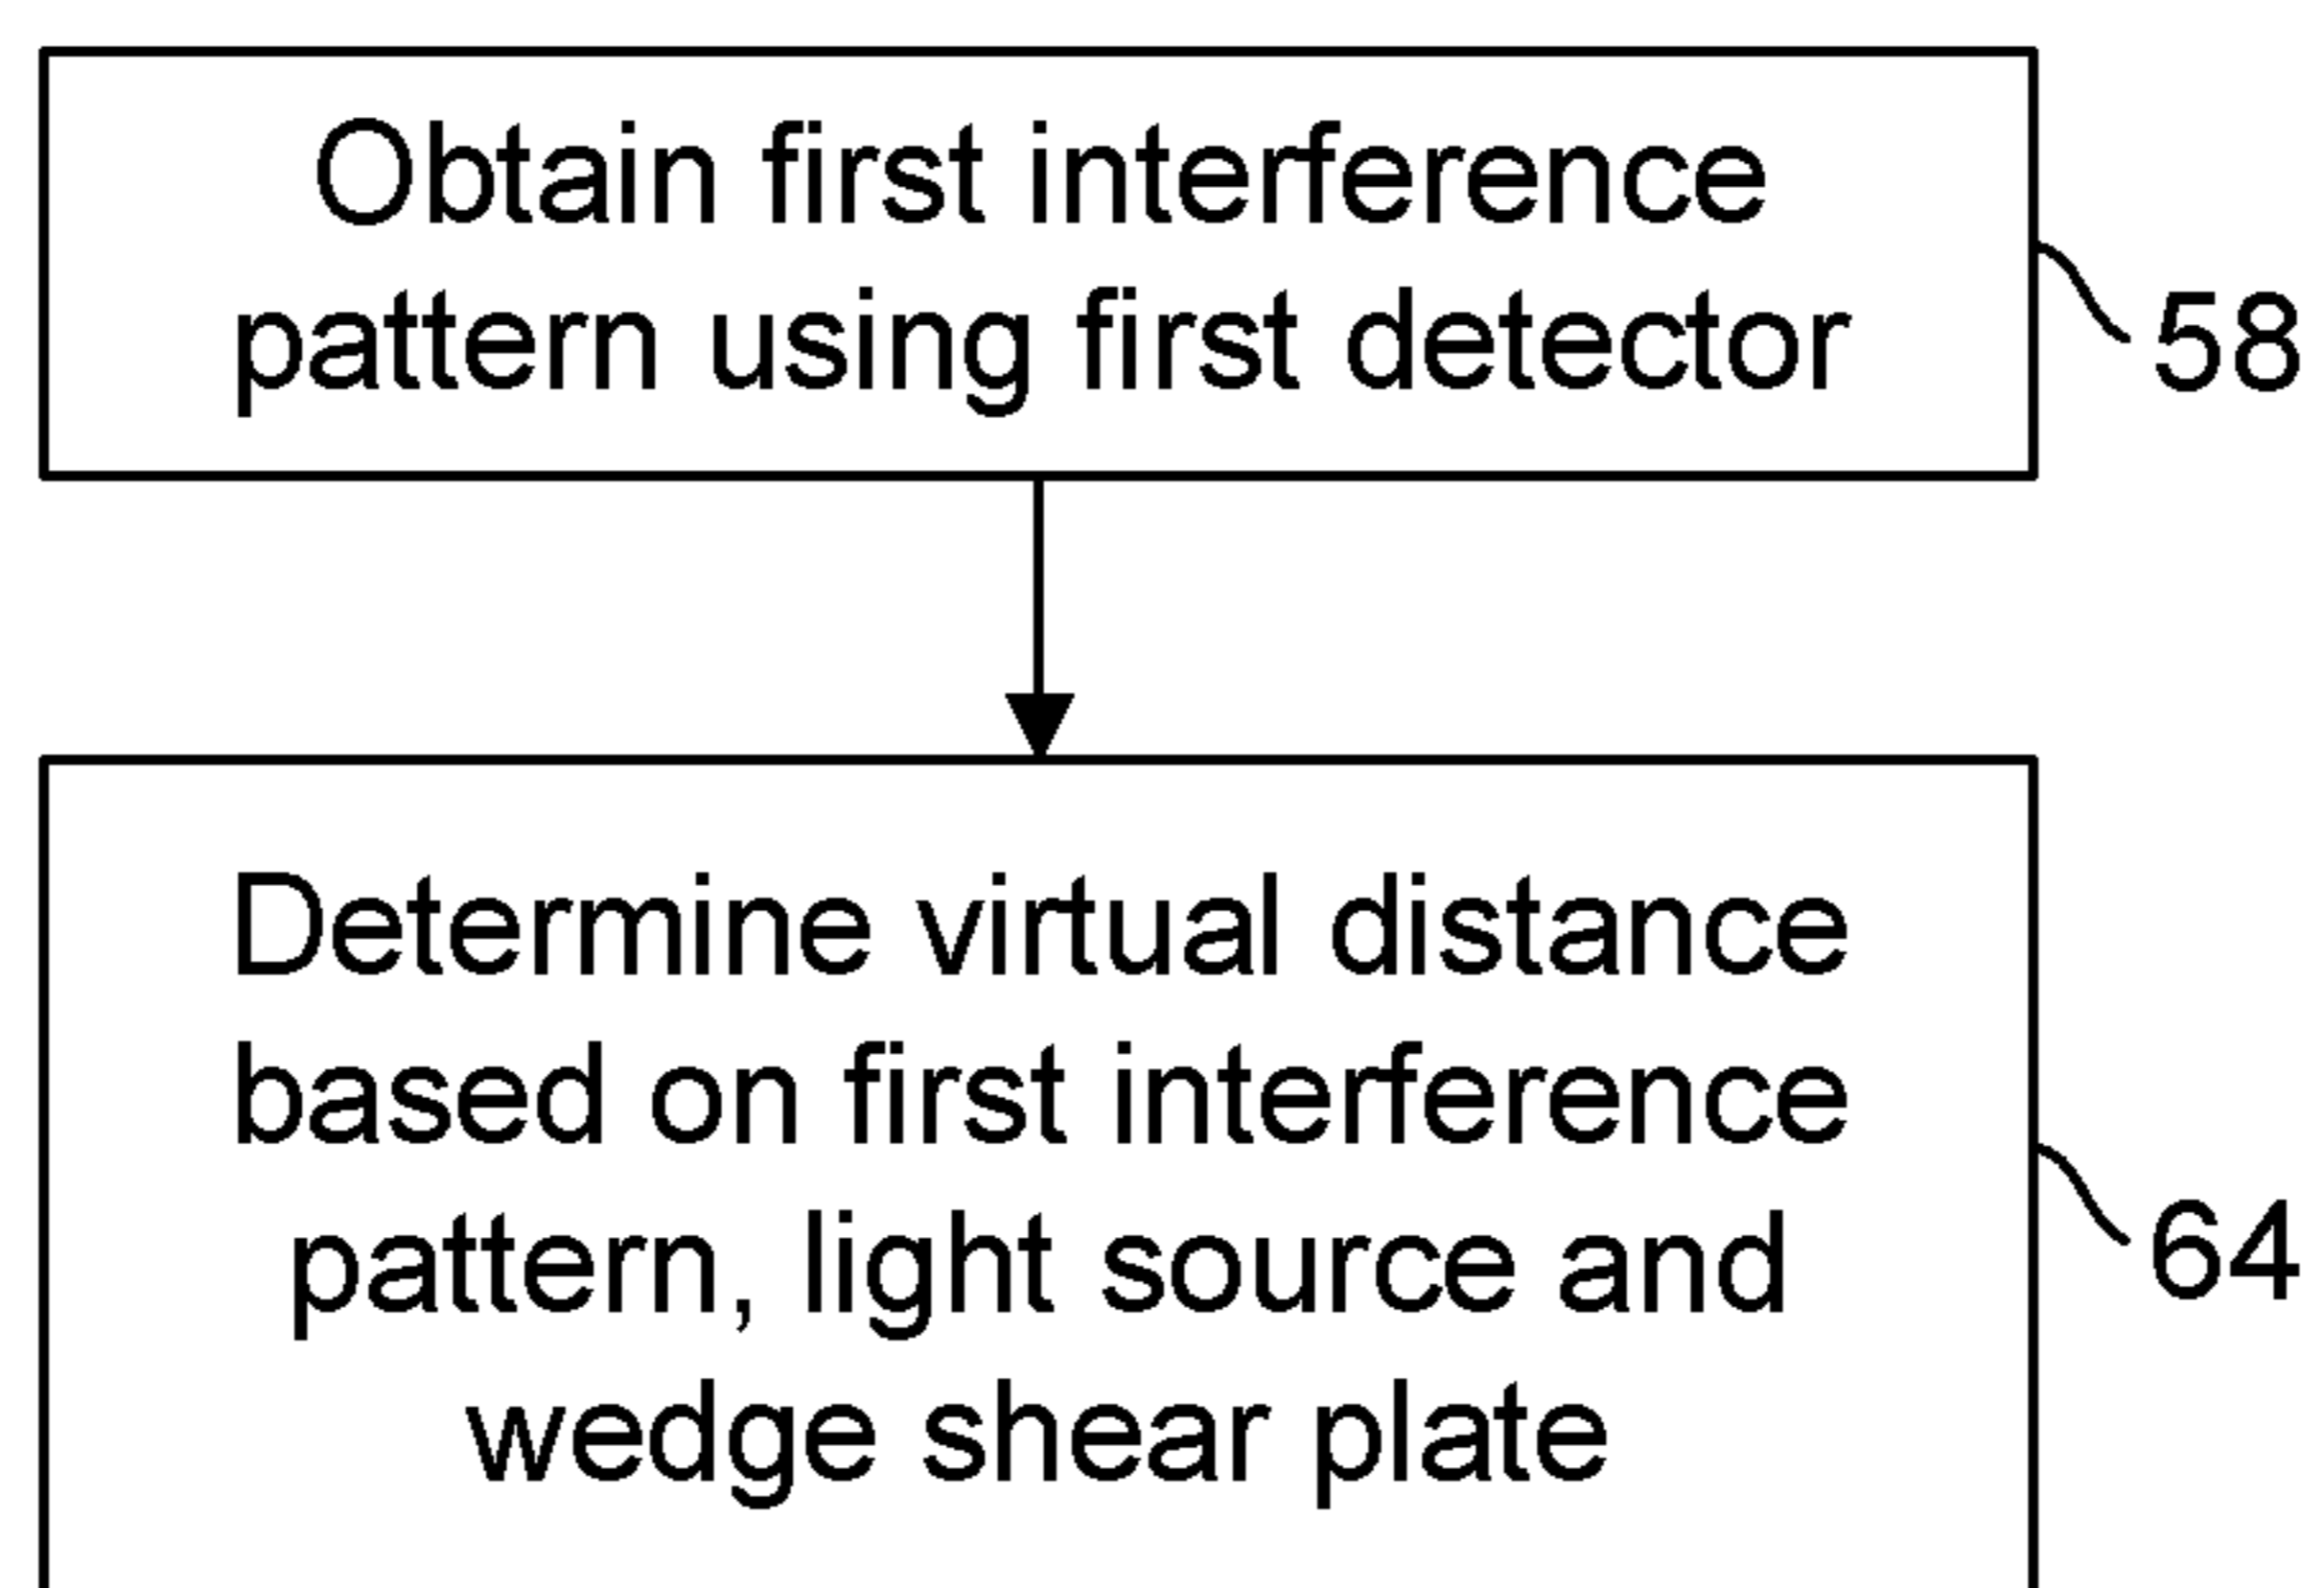 Obtain first interference
pattern using first detector
58
Determine virtual distance
based on first interference
pattern, light source and
wedge shear plate
64